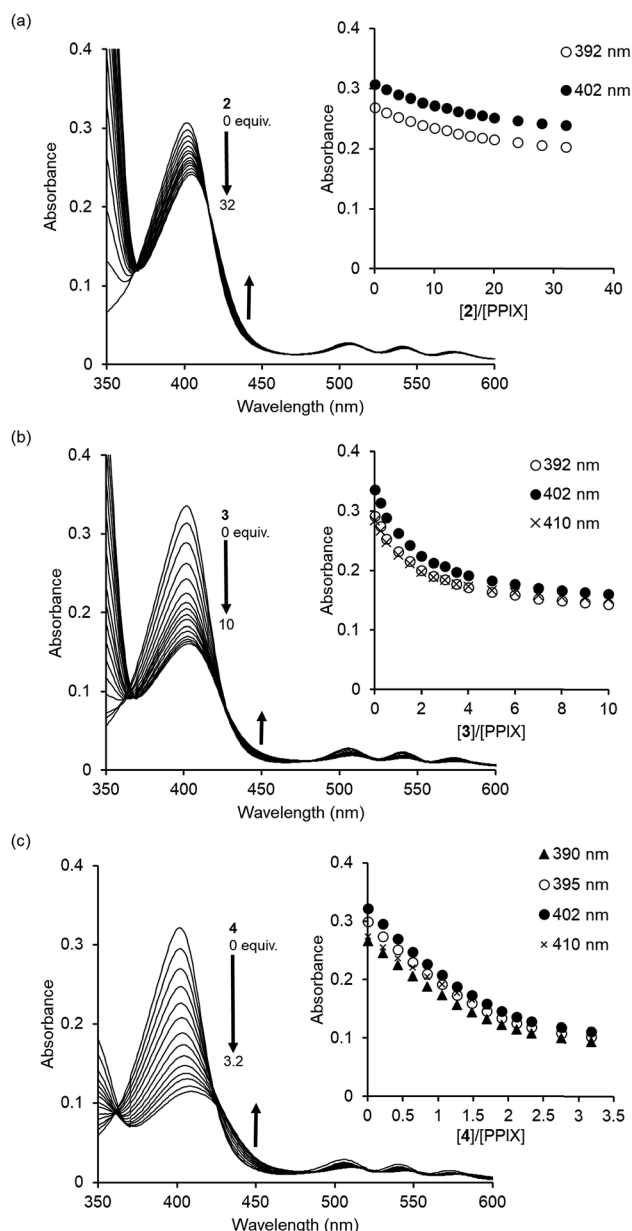 (a)
0.4
0.3
0.2
0.1
0
Absorbance
2
0 equiv.
32
350 400 450 500 550 600
Wavelength (nm)
0.4
0.3
0.2
0.1
0
Absorbance
392 nm
402 nm
0 10 20 30 40
[2]/[PPIX]
(b)
0.4
0.3
0.2
0.1
0
Absorbance
3
0 equiv.
10
350 400 450 500 550 600
Wavelength (nm)
0.4
0.3
0.2
0.1
0
Absorbance
392 nm
402 nm
410 nm
0 2 4 6 8 10
[3]/[PPIX]
(c)
0.4
0.3
0.2
0.1
0
Absorbance
4
0 equiv.
3.2
350 400 450 500 550 600
Wavelength (nm)
0.4
0.3
0.2
0.1
0
Absorbance
390 nm
395 nm
402 nm
410 nm
0 0.5 1 1.5 2 2.5 3 3.5
[4]/[PPIX]